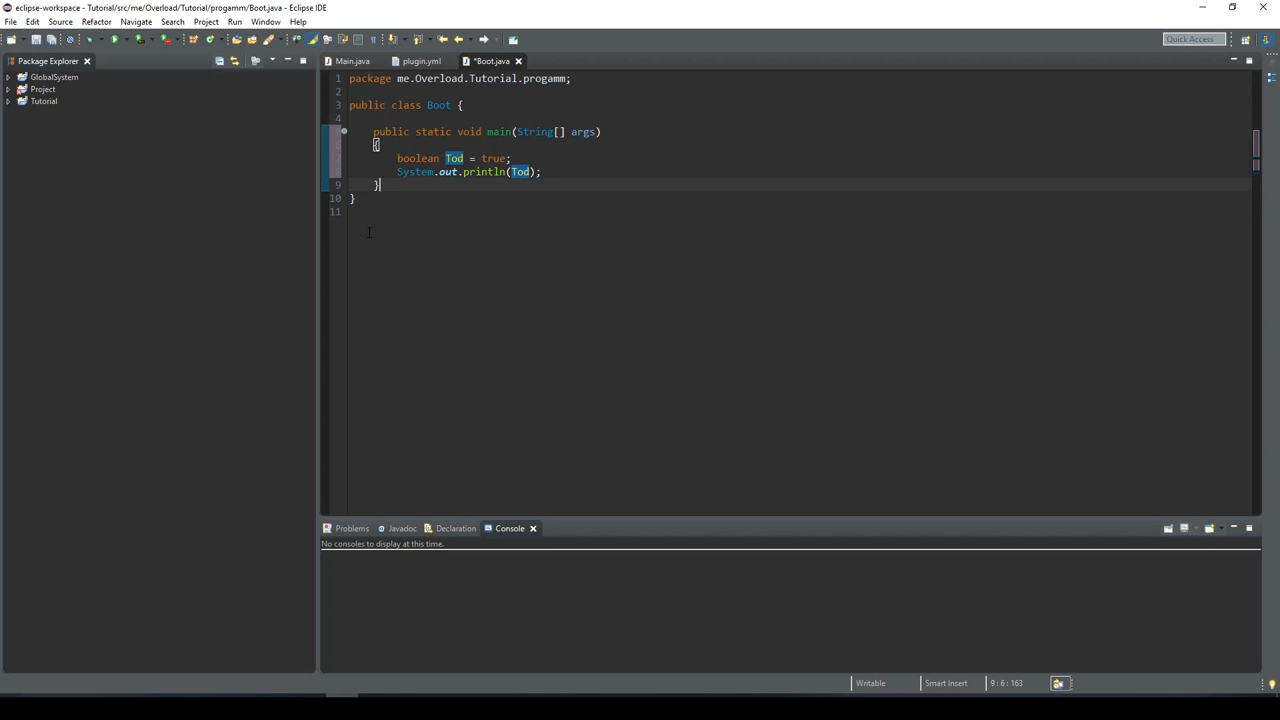 eclipse-workspace - Tutorial/src/me/Overload/Tutorial/progamm/Boot.java - Eclipse IDE
File Edit Source Refactor Navigate Search Project Run Window Help
Quick Access
Package Explorer
GlobalSystem
Project
Tutorial
Main.java plugin.yml *Boot.java
1 package me.Overload.Tutorial.progamm;
2
3 public class Boot {
4
public static void main(String[] args)
{
boolean Tod = true;
System.out.println(Tod);
9 }
10 }
11
Problems Javadoc Declaration Console
No consoles to display at this time.
Writable Smart Insert 9 : 6 : 163